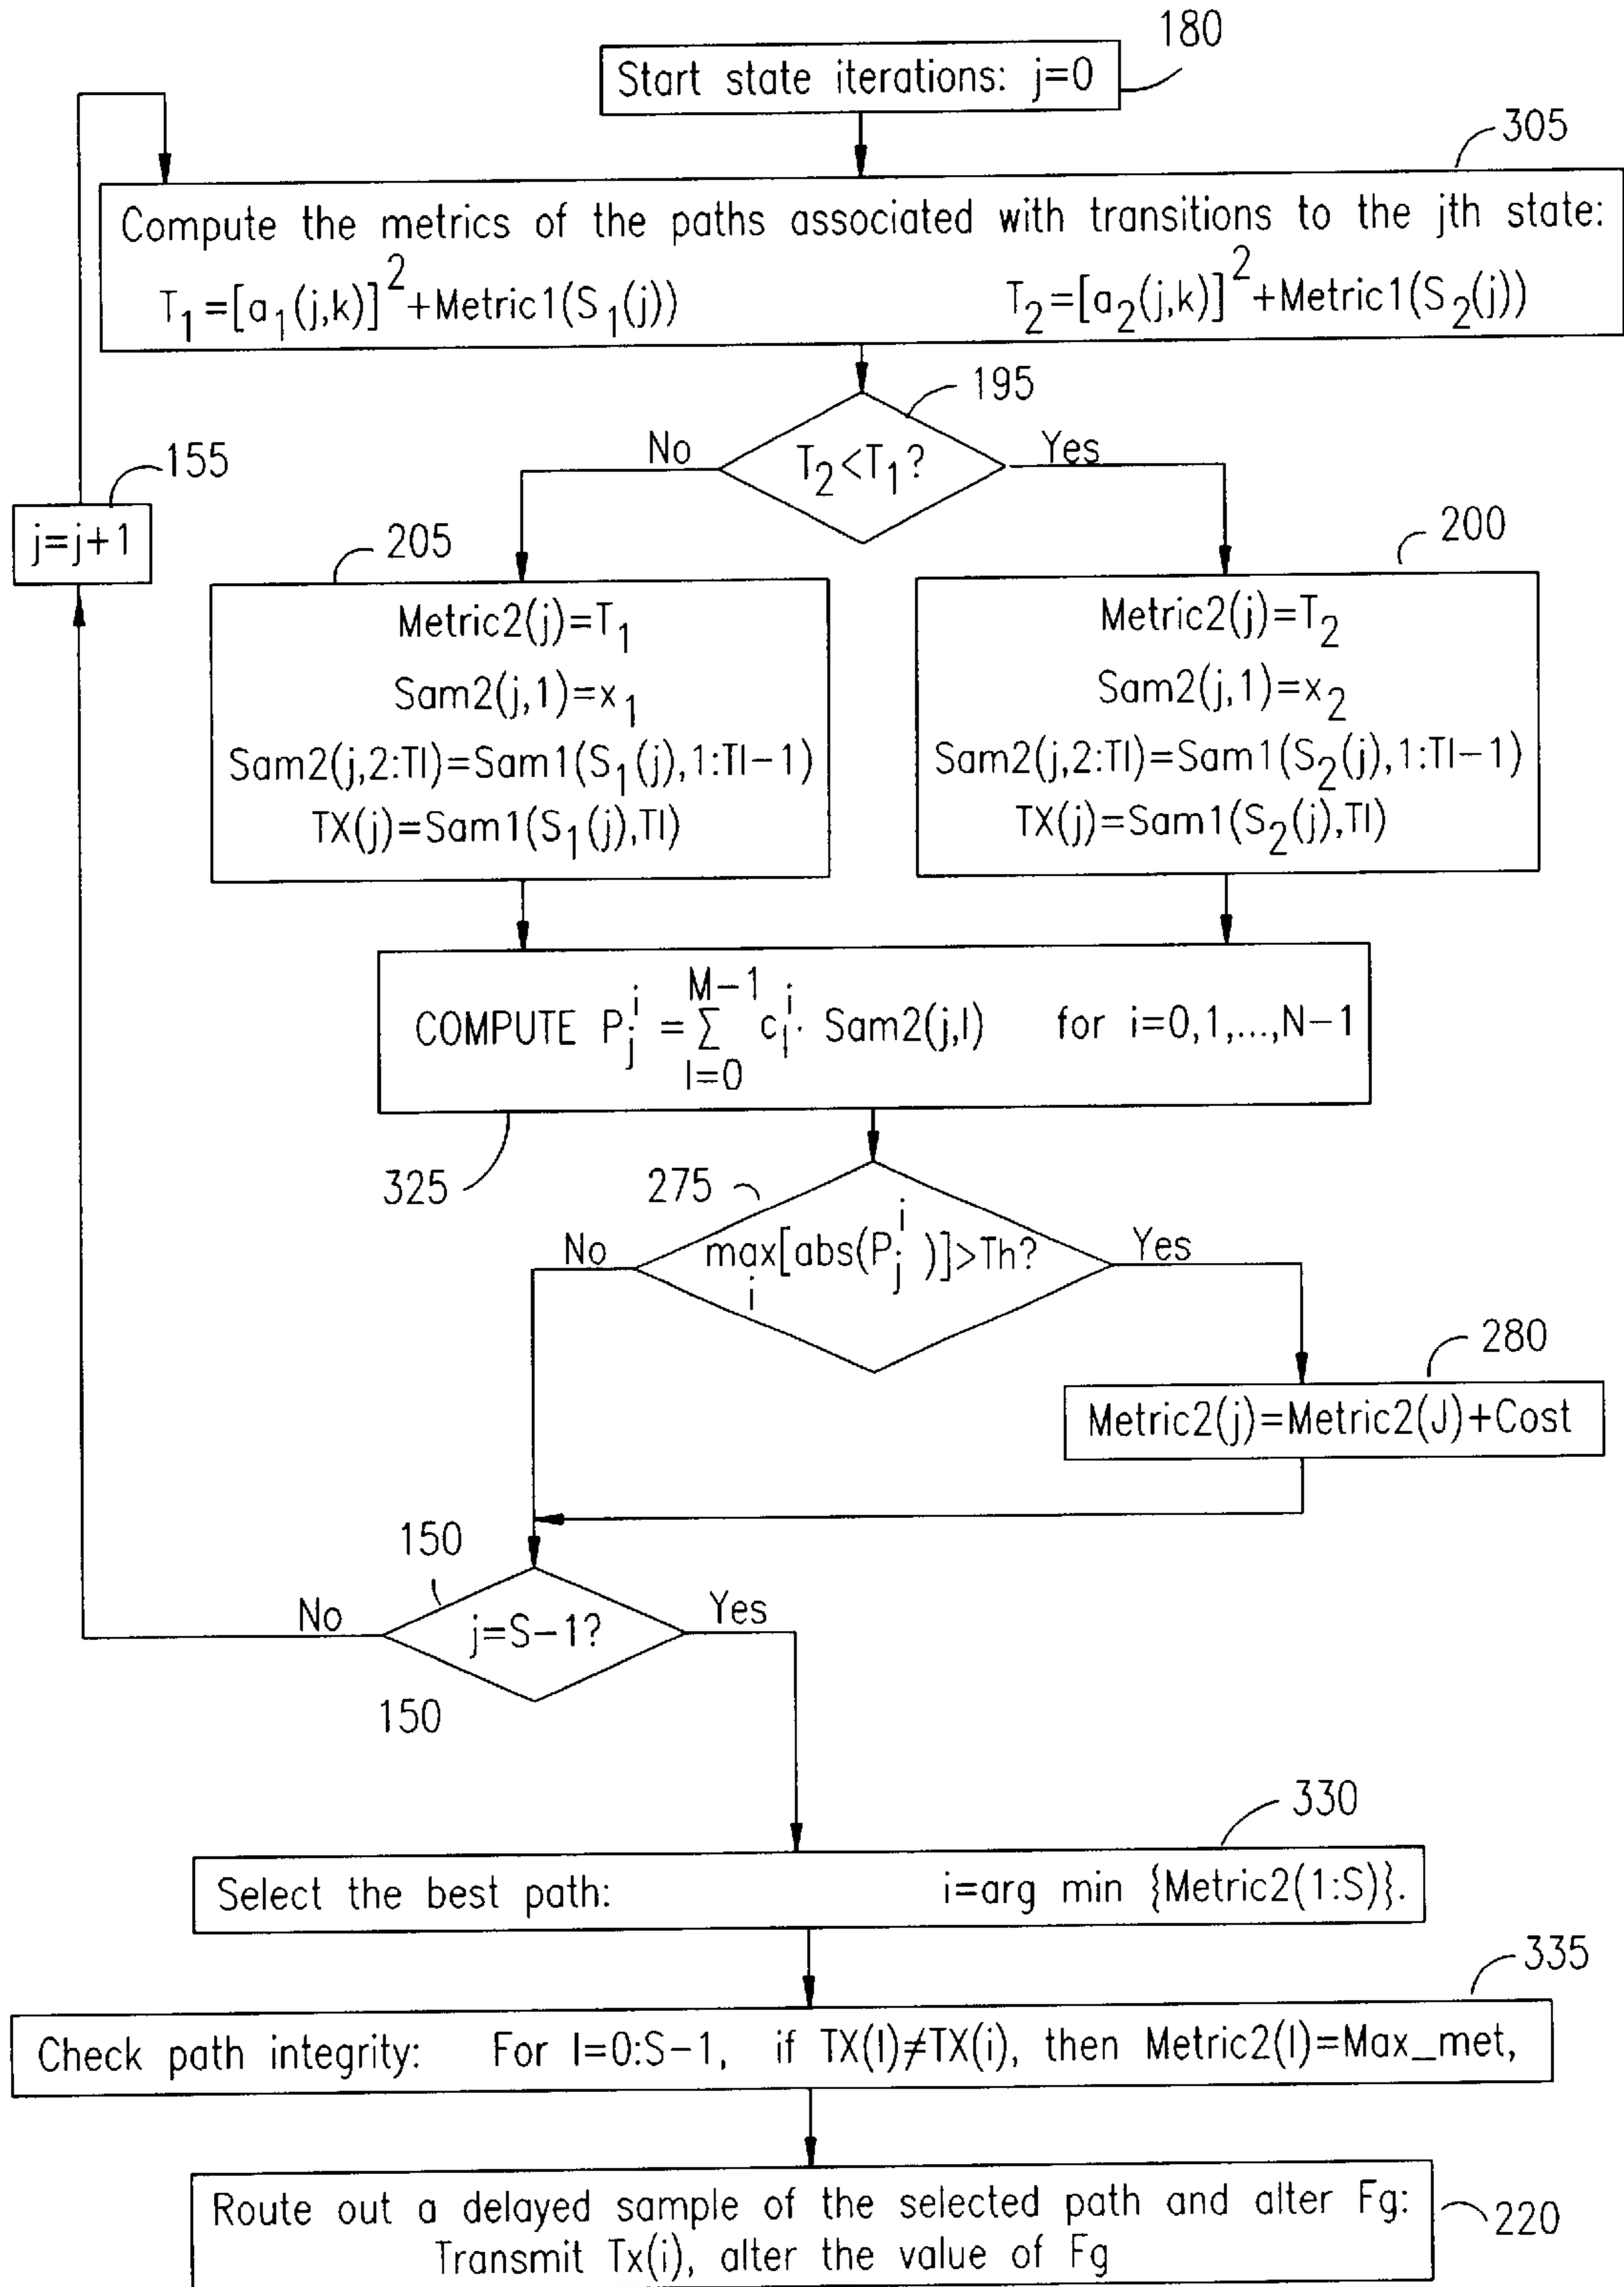 180
Start state iterations: j=0
305
Compute the metrics of the paths associated with transitions to the jth state:
T₁=[a₁(j,k)]²+Metric1(S₁(j))
T₂=[a₂(j,k)]²+Metric1(S₂(j))
195
No
T₂<T₁?
Yes
155
j=j+1
205
Metric2(j)=T₁
Sam2(j,1)=x₁
Sam2(j,2:Tl)=Sam1(S₁(j),1:Tl−1)
TX(j)=Sam1(S₁(j),Tl)
200
Metric2(j)=T₂
Sam2(j,1)=x₂
Sam2(j,2:Tl)=Sam1(S₂(j),1:Tl−1)
TX(j)=Sam1(S₂(j),Tl)
M−1
COMPUTE Pⱼⁱ = Σ cₗⁱ· Sam2(j,l) for i=0,1,...,N−1
l=0
325
275
No
max[abs(Pⱼⁱ)]>Th?
i
Yes
280
Metric2(j)=Metric2(J)+Cost
150
No
j=S−1?
Yes
150
330
Select the best path: i=arg min {Metric2(1:S)}.
335
Check path integrity: For l=0:S−1, if TX(l)≠TX(i), then Metric2(l)=Max_met,
Route out a delayed sample of the selected path and alter Fg:
Transmit Tx(i), alter the value of Fg
220